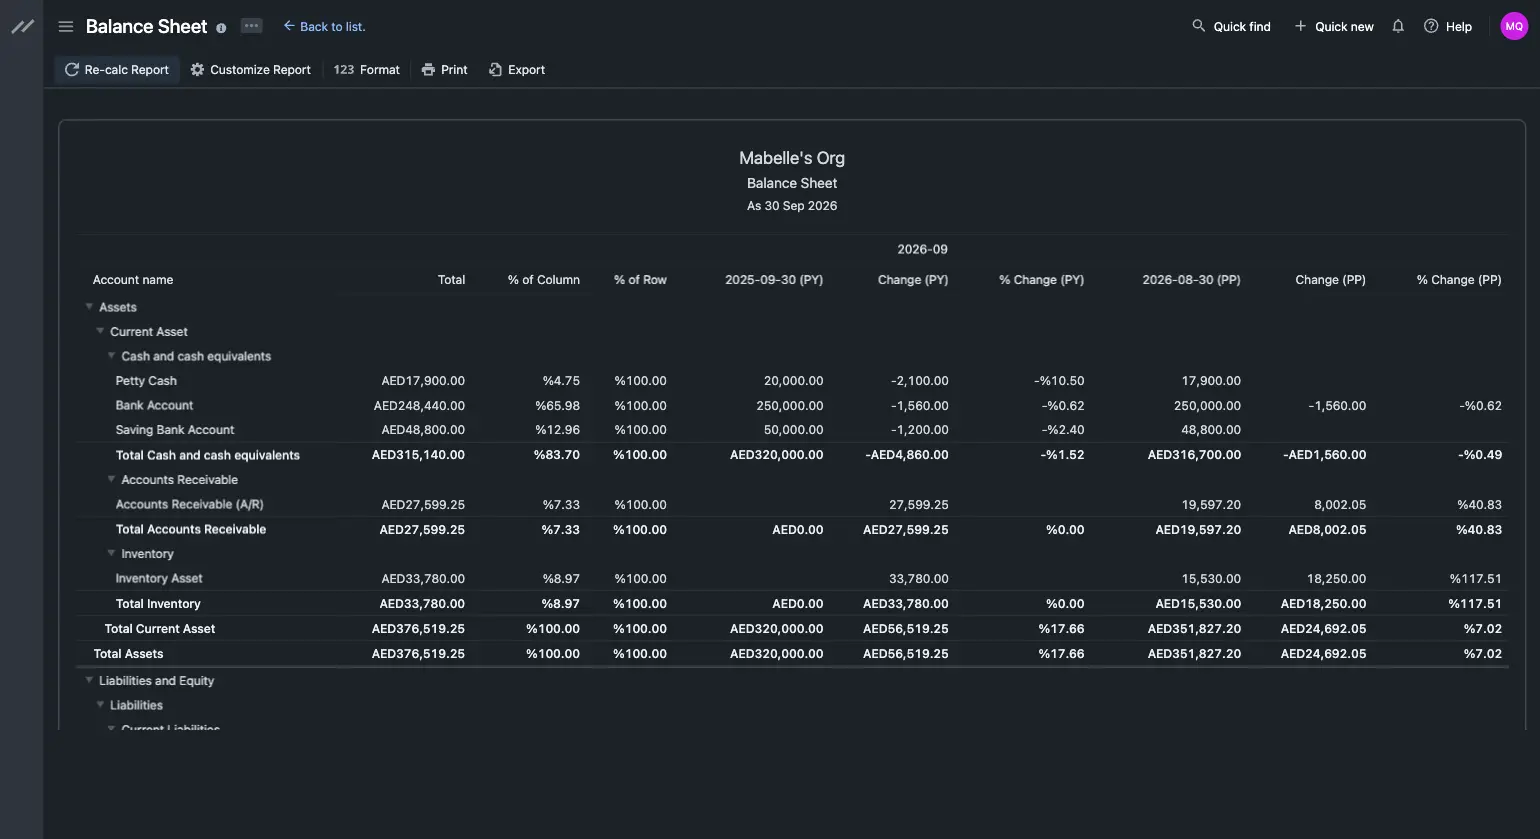 Balance Sheet ← Back to list. Quick find + Quick new Help MQ
Re-calc Report Customize Report 123 Format Print Export
Mabelle's Org
Balance Sheet
As 30 Sep 2026
2026-09
Account name Total % of Column % of Row 2025-09-30 (PY) Change (PY) % Change (PY) 2026-08-30 (PP) Change (PP) % Change (PP)
Assets
Current Asset
Cash and cash equivalents
Petty Cash AED17,900.00 %4.75 %100.00 20,000.00 -2,100.00 -%10.50 17,900.00
Bank Account AED248,440.00 %65.98 %100.00 250,000.00 -1,560.00 -%0.62 250,000.00 -1,560.00 -%0.62
Saving Bank Account AED48,800.00 %12.96 %100.00 50,000.00 -1,200.00 -%2.40 48,800.00
Total Cash and cash equivalents AED315,140.00 %83.70 %100.00 AED320,000.00 -AED4,860.00 -%1.52 AED316,700.00 -AED1,560.00 -%0.49
Accounts Receivable
Accounts Receivable (A/R) AED27,599.25 %7.33 %100.00 27,599.25 19,597.20 8,002.05 %40.83
Total Accounts Receivable AED27,599.25 %7.33 %100.00 AED0.00 AED27,599.25 %0.00 AED19,597.20 AED8,002.05 %40.83
Inventory
Inventory Asset AED33,780.00 %8.97 %100.00 33,780.00 15,530.00 18,250.00 %117.51
Total Inventory AED33,780.00 %8.97 %100.00 AED0.00 AED33,780.00 %0.00 AED15,530.00 AED18,250.00 %117.51
Total Current Asset AED376,519.25 %100.00 %100.00 AED320,000.00 AED56,519.25 %17.66 AED351,827.20 AED24,692.05 %7.02
Total Assets AED376,519.25 %100.00 %100.00 AED320,000.00 AED56,519.25 %17.66 AED351,827.20 AED24,692.05 %7.02
Liabilities and Equity
Liabilities
Current Liabilities